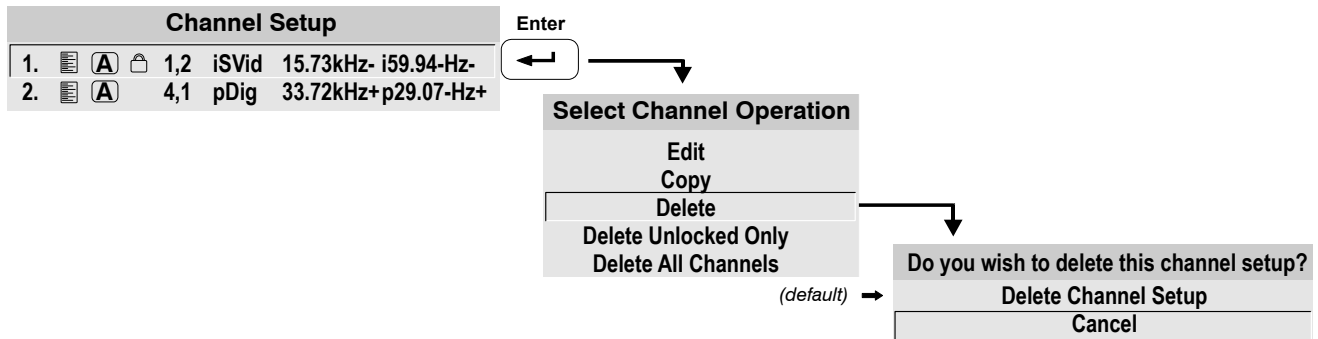 Channel Setup
Enter
1. A 1,2 iSVid 15.73kHz- i59.94-Hz-
2. A 4,1 pDig 33.72kHz+p29.07-Hz+
Select Channel Operation
Edit
Copy
Delete
Delete Unlocked Only
Delete All Channels
Do you wish to delete this channel setup?
(default) Delete Channel Setup
Cancel